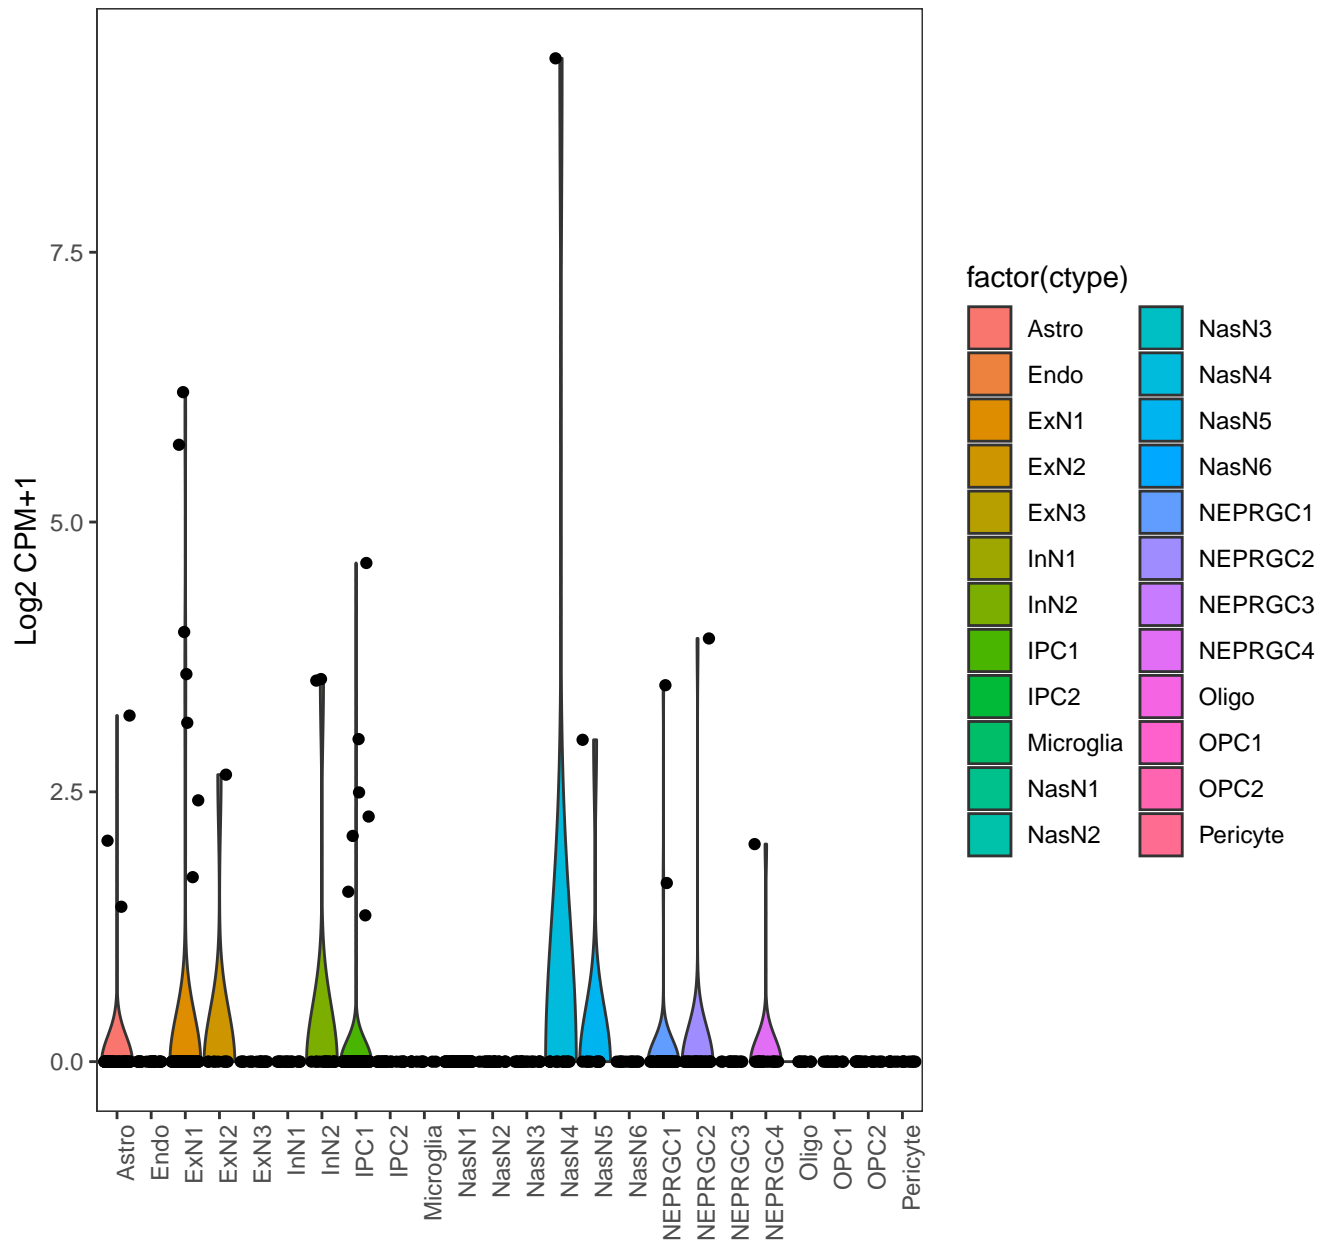 7.5
5.0
2.5
0.0
Log2 CPM+1
Astro
Endo
ExN1
ExN2
ExN3
InN1
InN2
IPC1
IPC2
Microglia
NasN1
NasN2
NasN3
NasN4
NasN5
NasN6
NEPRGC1
NEPRGC2
NEPRGC3
NEPRGC4
Oligo
OPC1
OPC2
Pericyte
factor(ctype)
Astro
Endo
ExN1
ExN2
ExN3
InN1
InN2
IPC1
IPC2
Microglia
NasN1
NasN2
NasN3
NasN4
NasN5
NasN6
NEPRGC1
NEPRGC2
NEPRGC3
NEPRGC4
Oligo
OPC1
OPC2
Pericyte